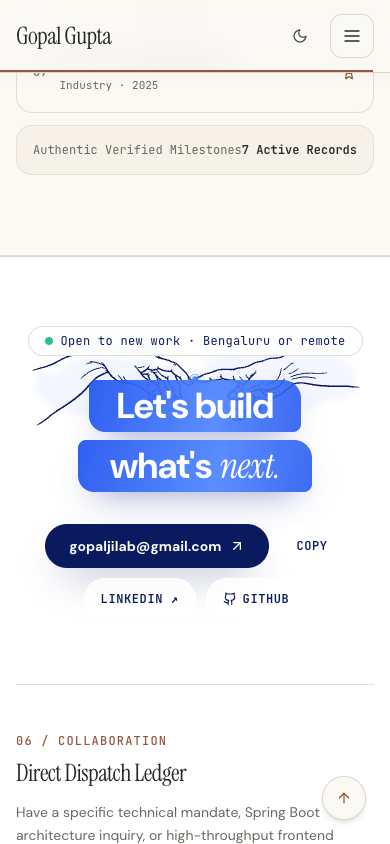 Gopal Gupta
Industry · 2025
Authentic Verified Milestones7 Active Records
Open to new work · Bengaluru or remote
Let's build
what's next.
gopaljilab@gmail.com
COPY
LINKEDIN ↗
GITHUB
06 / COLLABORATION
Direct Dispatch Ledger
Have a specific technical mandate, Spring Boot
architecture inquiry, or high-throughput frontend